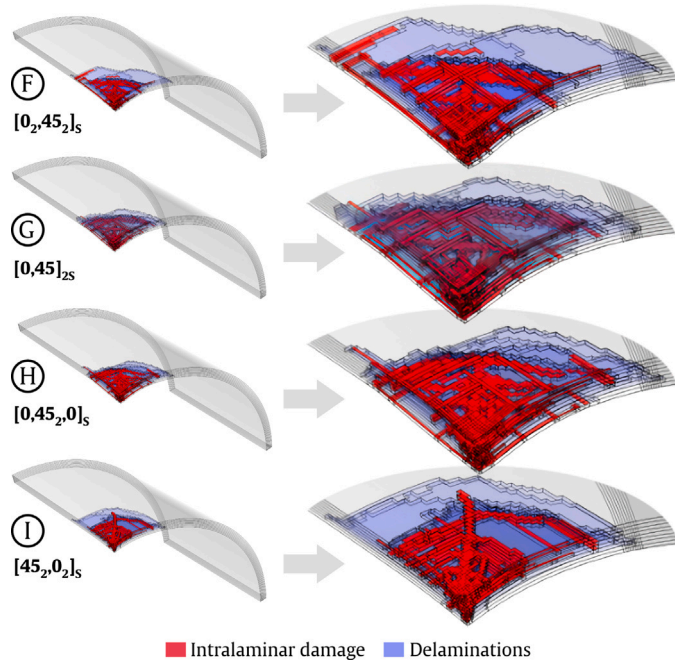 F
[0₂,45₂]ₛ
G
[0,45]₂ₛ
H
[0,45₂,0]ₛ
I
[45₂,0₂]ₛ
Intralaminar damage Delaminations